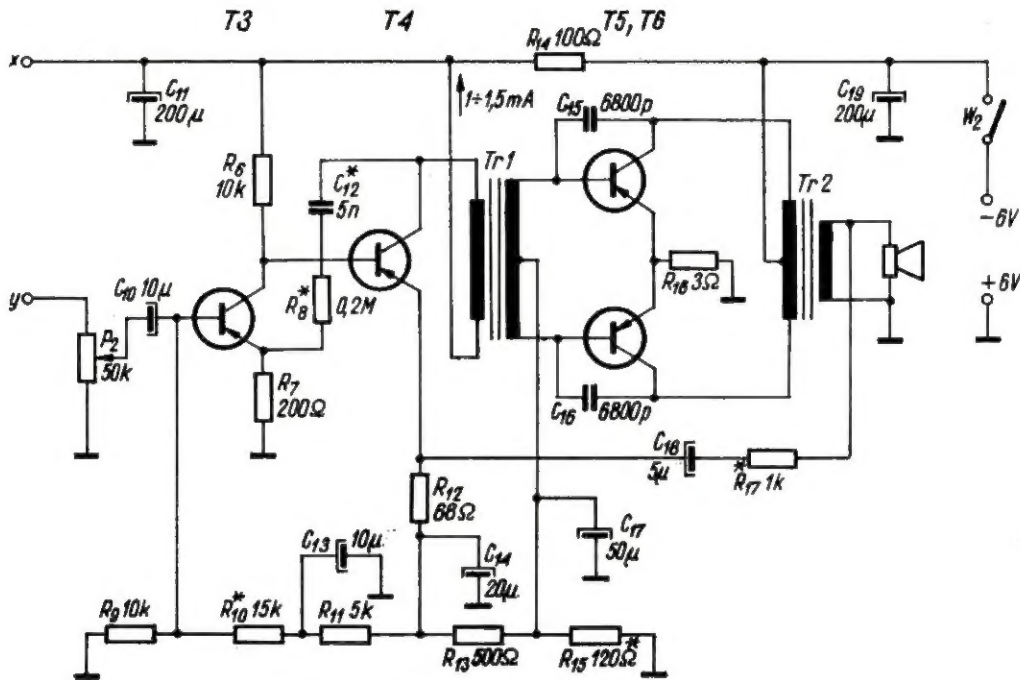 T3 T4 T5, T6
x
C11
200µ
R14 100Ω
1÷1,5mA
C15 6800p
C19
200µ
W2
R6
10k
C12*
5n
Tr1
Tr2
-6V
+6V
y
C10 10µ
R8*
0,2M
R16 3Ω
P2
50k
R7
200Ω
C16 6800p
C18
5µ
*R17 1k
R12
68Ω
C13 10µ
C14
20µ
C17
50µ
R9 10k
R10* 15k
R11 5k
R13 500Ω
R15 120Ω*